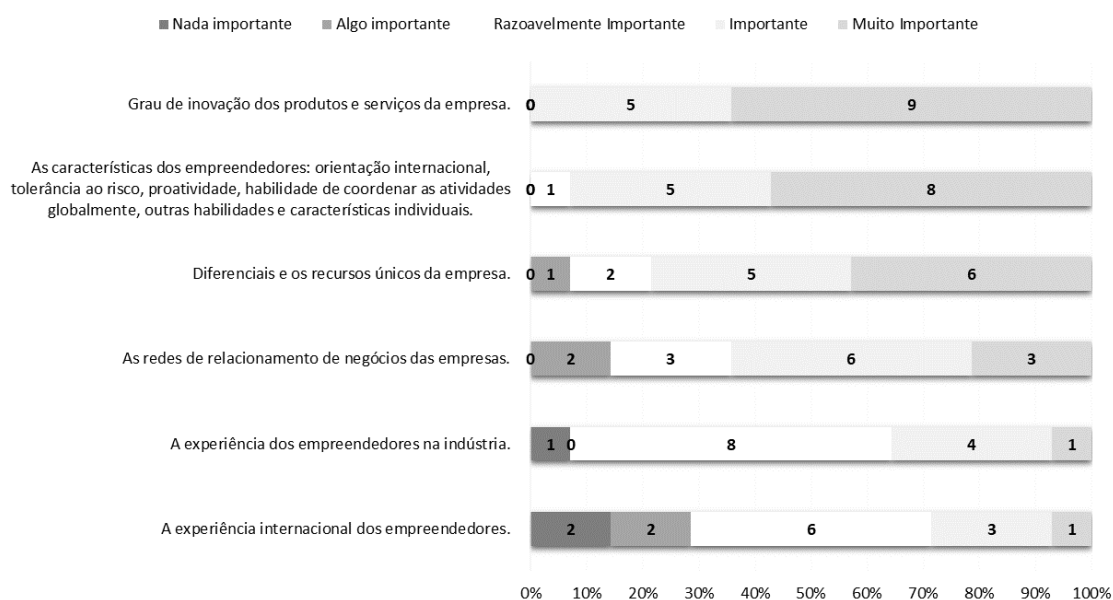 Nada importante Algo importante Razoavelmente Importante Importante Muito Importante
Grau de inovação dos produtos e serviços da empresa.
0 5 9
As características dos empreendedores: orientação internacional,
tolerância ao risco, proatividade, habilidade de coordenar as atividades
globalmente, outras habilidades e características individuais.
0 1 5 8
Diferenciais e os recursos únicos da empresa.
0 1 2 5 6
As redes de relacionamento de negócios das empresas.
0 2 3 6 3
A experiência dos empreendedores na indústria.
1 0 8 4 1
A experiência internacional dos empreendedores.
2 2 6 3 1
0% 10% 20% 30% 40% 50% 60% 70% 80% 90% 100%